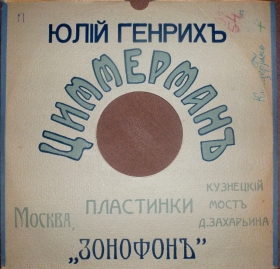 ЮЛІЙ ГЕНРИХЪ
ЦИММЕРМАНЪ
МОСКВА,
ПЛАСТИНКИ
КУЗНЕЦКІЙ
МОСТЪ
Д. ЗАХАРЬИНА
„ЗОНОФОНЪ"